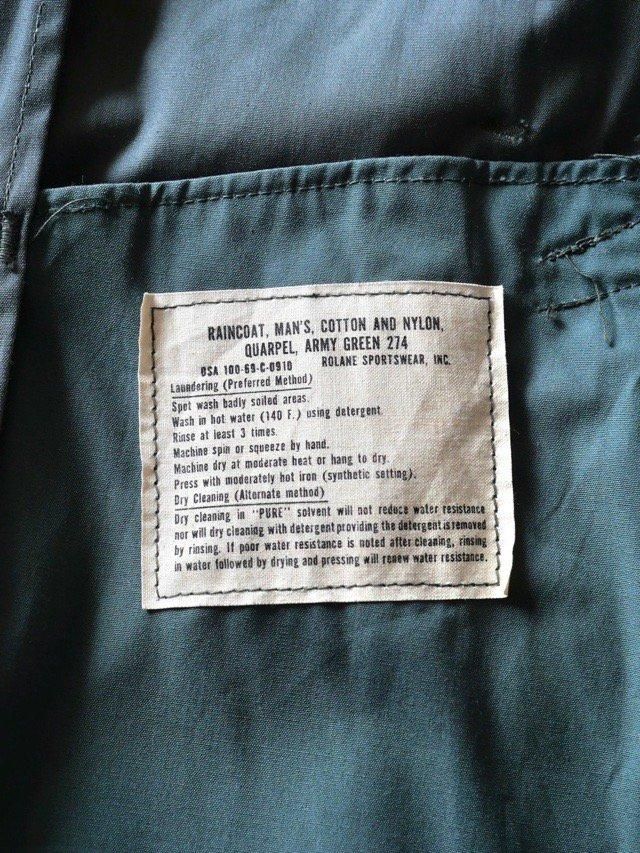 RAINCOAT, MAN'S, COTTON AND NYLON,
QUARPEL, ARMY GREEN 274
DSA 100-69-C-0910 ROLANE SPORTSWEAR, INC.
Laundering (Preferred Method)
Spot wash badly soiled areas.
Wash in hot water (140 F.) using detergent.
Rinse at least 3 times.
Machine spin or squeeze by hand.
Machine dry at moderate heat or hang to dry.
Press with moderately hot iron (synthetic setting).
Dry Cleaning (Alternate method)
Dry cleaning in "PURE" solvent will not reduce water resistance
nor will dry cleaning with detergent providing the detergent is removed
by rinsing. If poor water resistance is noted after cleaning, rinsing
in water followed by drying and pressing will renew water resistance.